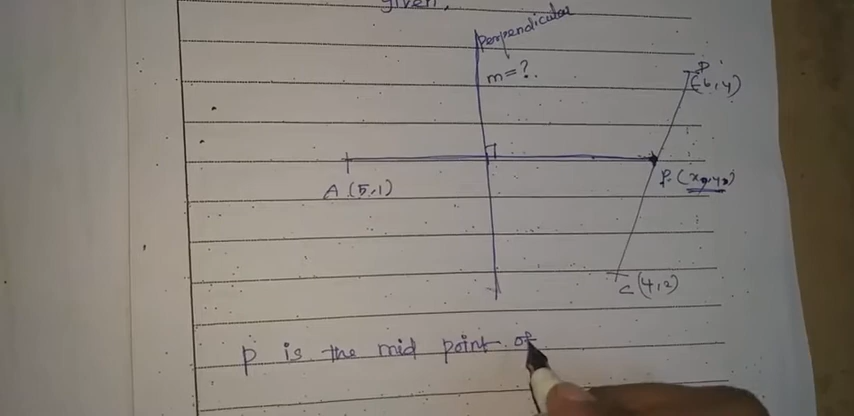 given.
perpendicular
m=?.
D
(-6,4)
A (5,1)
P (x₂,y₂)
C (4,2)
p is the mid point of